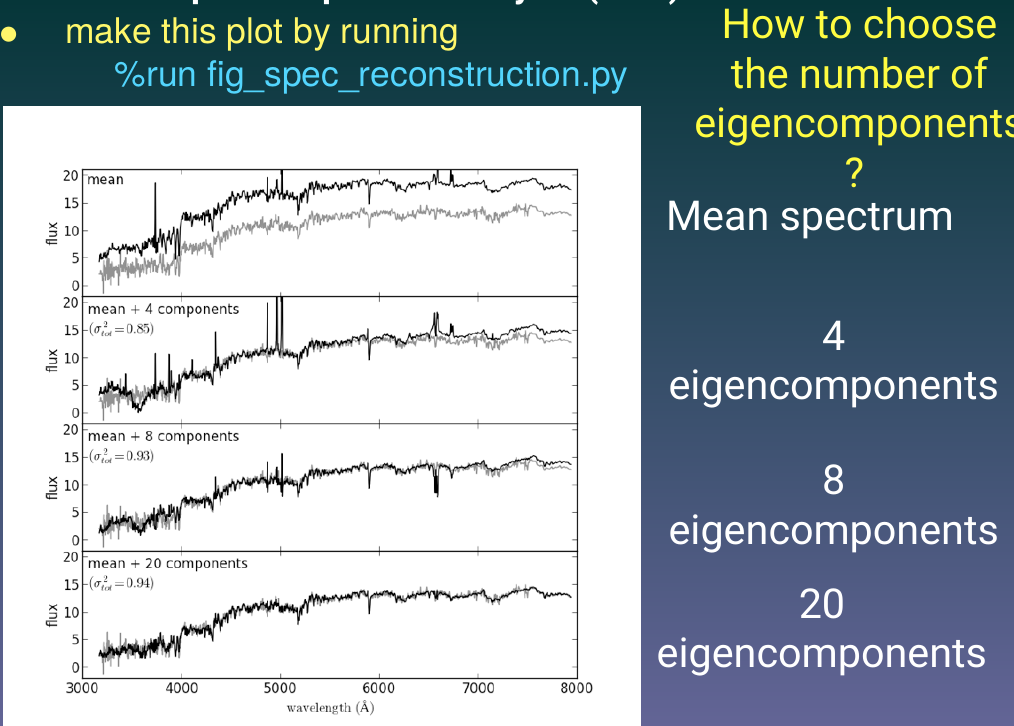 ● make this plot by running
%run fig_spec_reconstruction.py
How to choose
the number of
eigencomponents
?
Mean spectrum
4
eigencomponents
8
eigencomponents
20
eigencomponents
mean
20
15
10
5
0
flux
mean + 4 components
(σ²tot = 0.85)
20
15
10
5
0
flux
mean + 8 components
(σ²tot = 0.93)
20
15
10
5
0
flux
mean + 20 components
(σ²tot = 0.94)
20
15
10
5
0
flux
3000 4000 5000 6000 7000 8000
wavelength (Å)